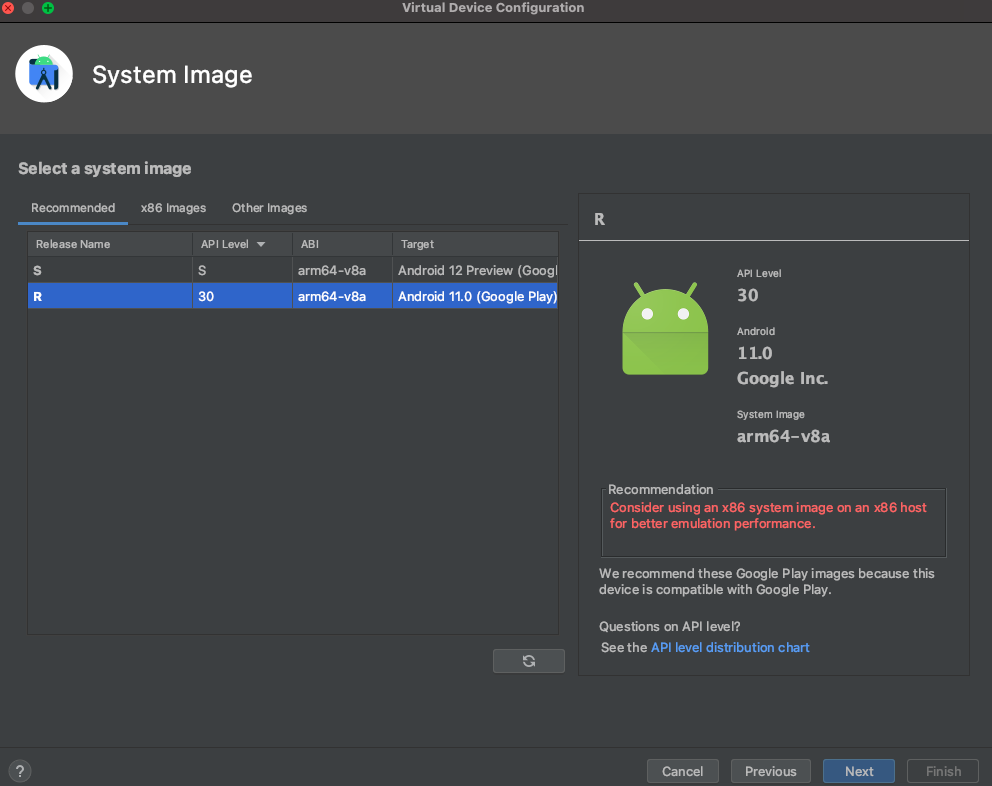 Virtual Device Configuration
System Image
Select a system image
Recommended x86 Images Other Images
Release Name API Level ABI Target
S S arm64-v8a Android 12 Preview (Googl
R 30 arm64-v8a Android 11.0 (Google Play)
R
API Level
30
Android
11.0
Google Inc.
System Image
arm64-v8a
Recommendation
Consider using an x86 system image on an x86 host
for better emulation performance.
We recommend these Google Play images because this
device is compatible with Google Play.
Questions on API level?
See the API level distribution chart
? Cancel Previous Next Finish